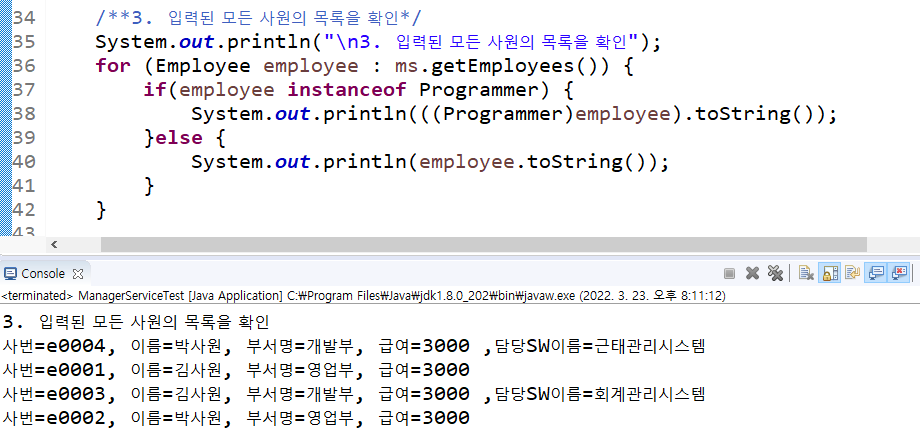 34 /**3. 입력된 모든 사원의 목록을 확인*/
35 System.out.println("\n3. 입력된 모든 사원의 목록을 확인");
36 for (Employee employee : ms.getEmployees()) {
37 if(employee instanceof Programmer) {
38 System.out.println(((Programmer)employee).toString());
39 }else {
40 System.out.println(employee.toString());
41 }
42 }
43
Console
<terminated> ManagerServiceTest [Java Application] C:₩Program Files₩Java₩jdk1.8.0_202₩bin₩javaw.exe (2022. 3. 23. 오후 8:11:12)
3. 입력된 모든 사원의 목록을 확인
사번=e0004, 이름=박사원, 부서명=개발부, 급여=3000 ,담당SW이름=근태관리시스템
사번=e0001, 이름=김사원, 부서명=영업부, 급여=3000
사번=e0003, 이름=김사원, 부서명=개발부, 급여=3000 ,담당SW이름=회계관리시스템
사번=e0002, 이름=박사원, 부서명=영업부, 급여=3000